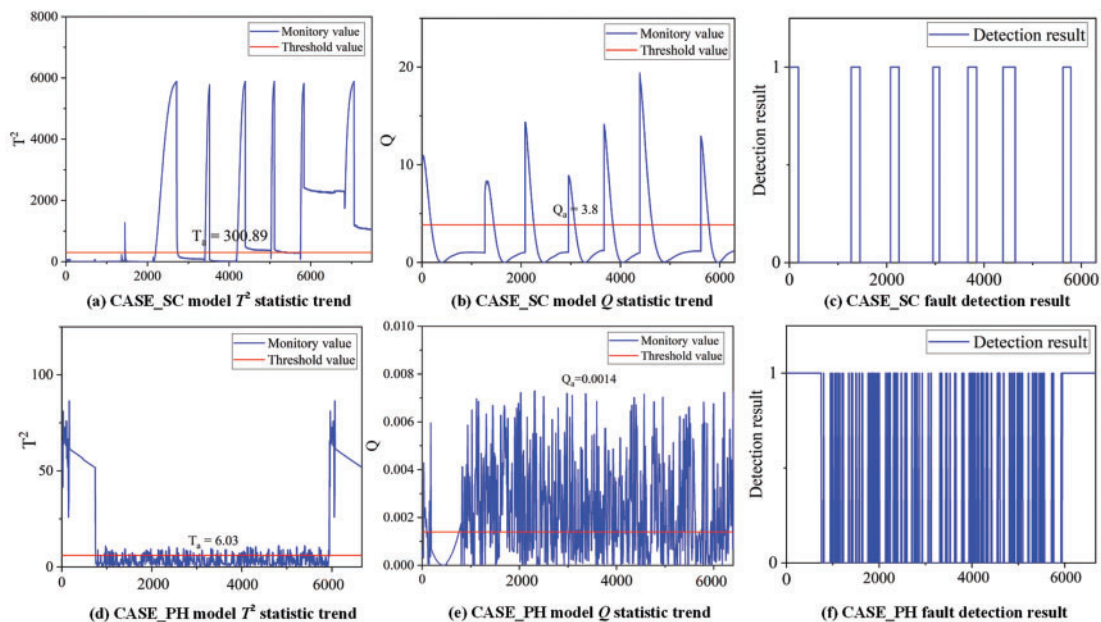 8000
6000
4000
2000
0
T²
Monitory value
Threshold value
T_a = 300.89
0 2000 4000 6000
(a) CASE_SC model T² statistic trend
20
10
0
Q
Monitory value
Threshold value
Q_a = 3.8
0 2000 4000 6000
(b) CASE_SC model Q statistic trend
1
0
Detection result
Detection result
0 2000 4000 6000
(c) CASE_SC fault detection result
100
50
0
T²
Monitory value
Threshold value
T_a = 6.03
0 2000 4000 6000
(d) CASE_PH model T² statistic trend
0.010
0.008
0.006
0.004
0.002
0.000
Q
Monitory value
Threshold value
Q_a=0.0014
0 2000 4000 6000
(e) CASE_PH model Q statistic trend
1
0
Detection result
Detection result
0 2000 4000 6000
(f) CASE_PH fault detection result